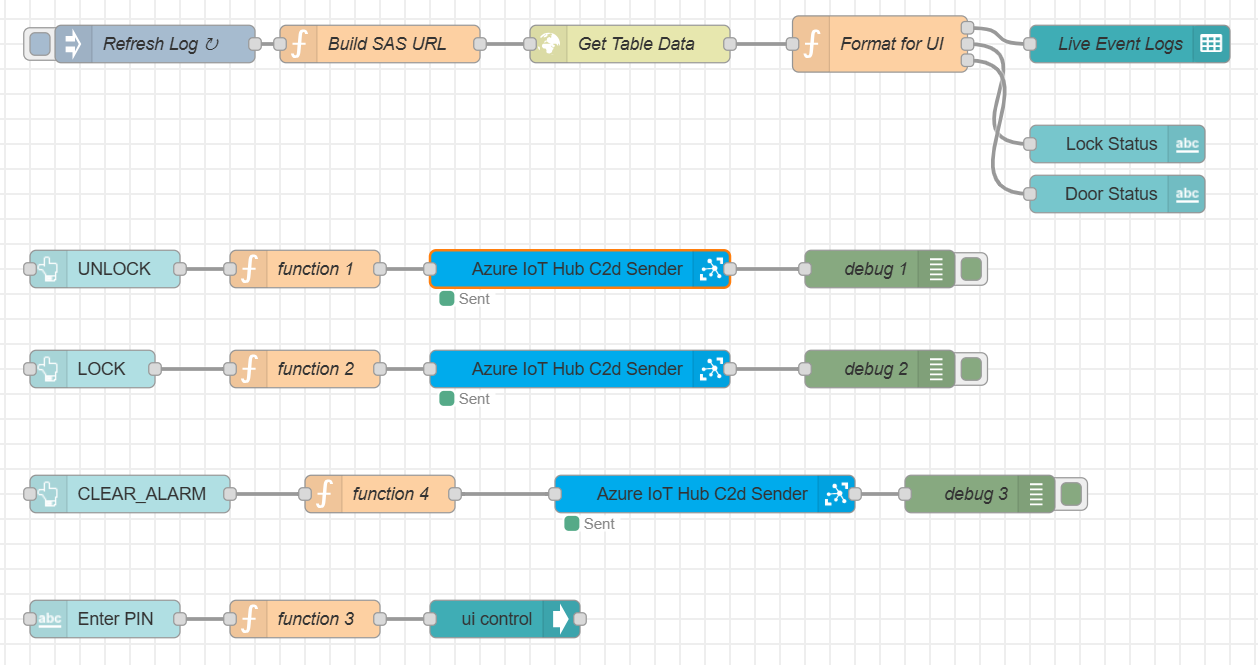 Refresh Log ↻
Build SAS URL
Get Table Data
Format for UI
Live Event Logs
Lock Status
abc
Door Status
abc
UNLOCK
function 1
Azure IoT Hub C2d Sender
debug 1
Sent
LOCK
function 2
Azure IoT Hub C2d Sender
debug 2
Sent
CLEAR_ALARM
function 4
Azure IoT Hub C2d Sender
debug 3
Sent
abc
Enter PIN
function 3
ui control